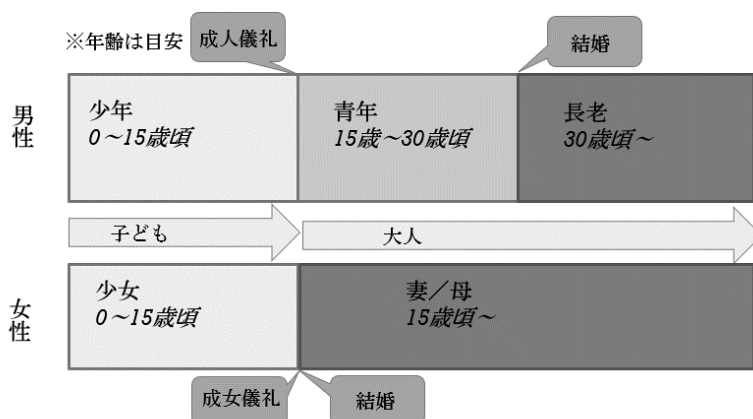 ※年齢は目安
成人儀礼
結婚
男性
少年
0～15歳頃
青年
15歳～30歳頃
長老
30歳頃～
子ども
大人
女性
少女
0～15歳頃
妻／母
15歳頃～
成女儀礼
結婚